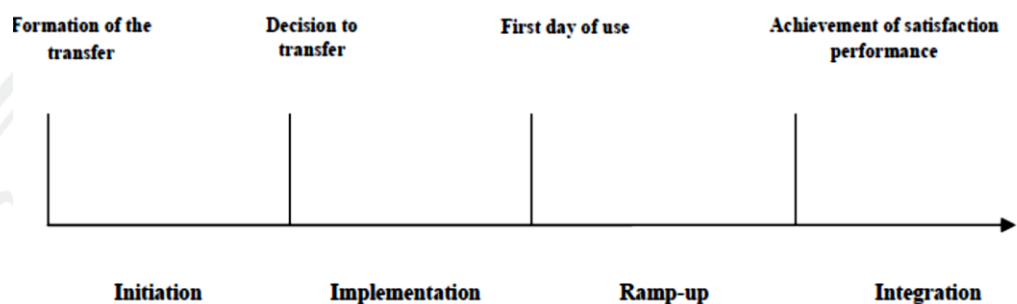 Formation of the
transfer
Decision to
transfer
First day of use
Achievement of satisfaction
performance
Initiation
Implementation
Ramp-up
Integration